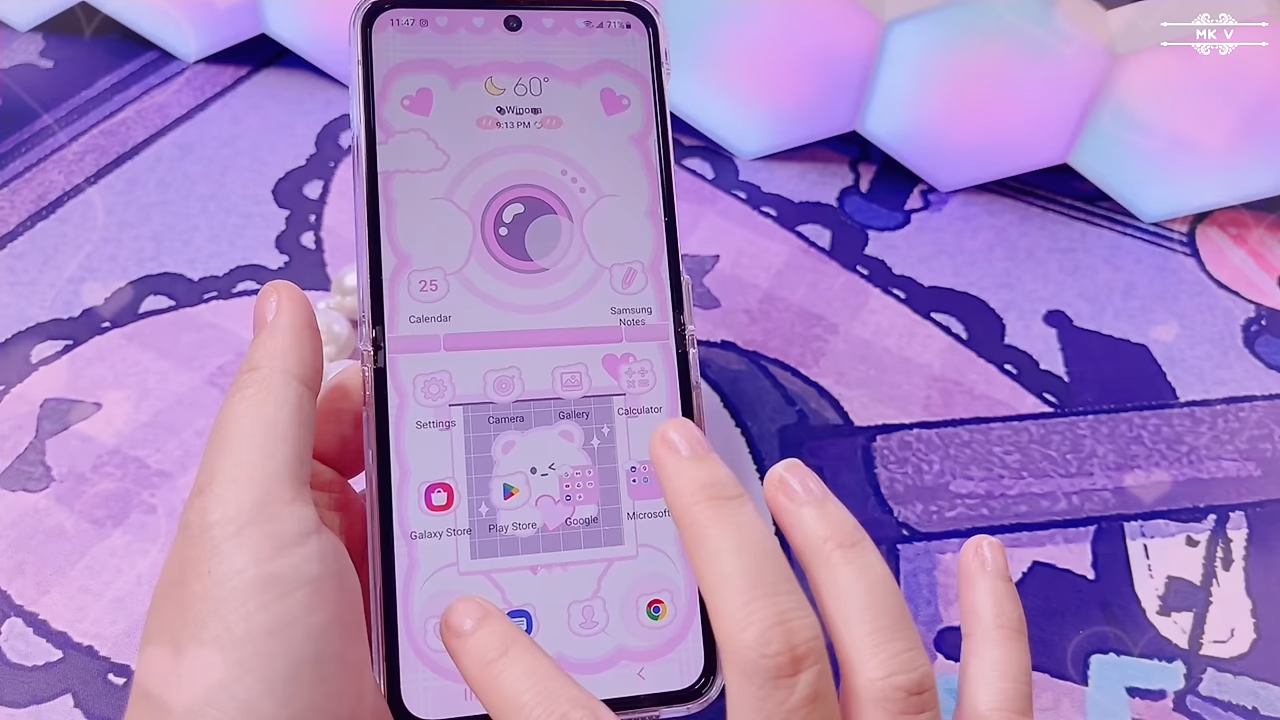 MK V
11:47
71%
60°
Winona
9:13 PM
25
Calendar
Samsung
Notes
Settings
Camera
Gallery
Calculator
Galaxy Store
Play Store
Google
Microsoft